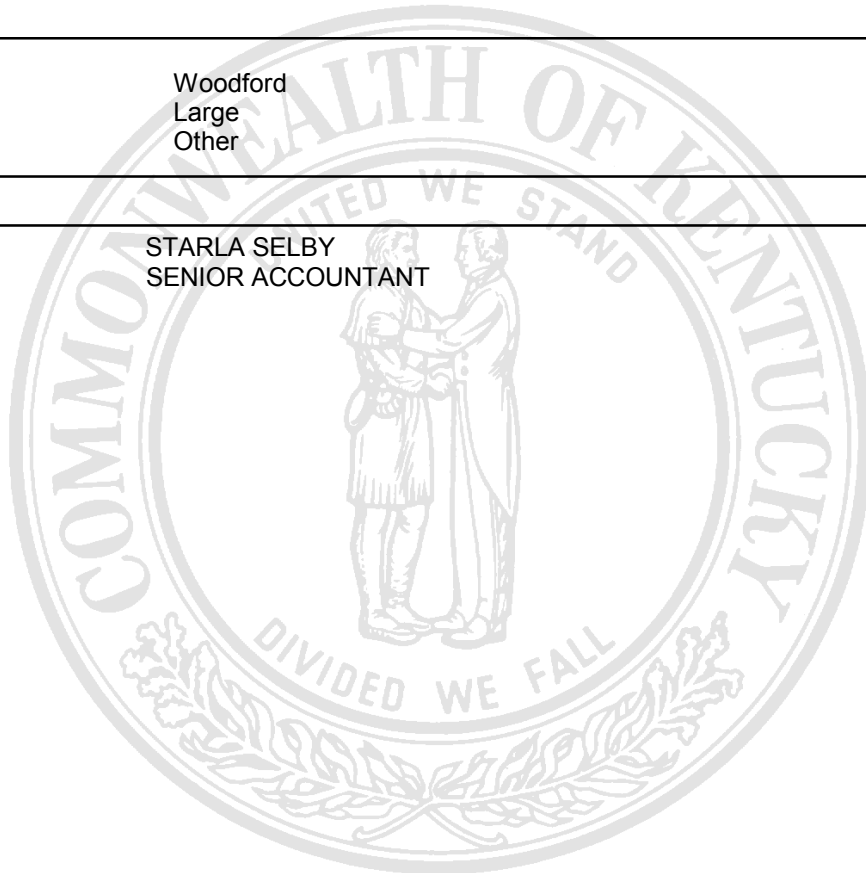 Woodford
Large
Other
STARLA SELBY
SENIOR ACCOUNTANT
COMMONWEALTH OF KENTUCKY
UNITED WE STAND
DIVIDED WE FALL